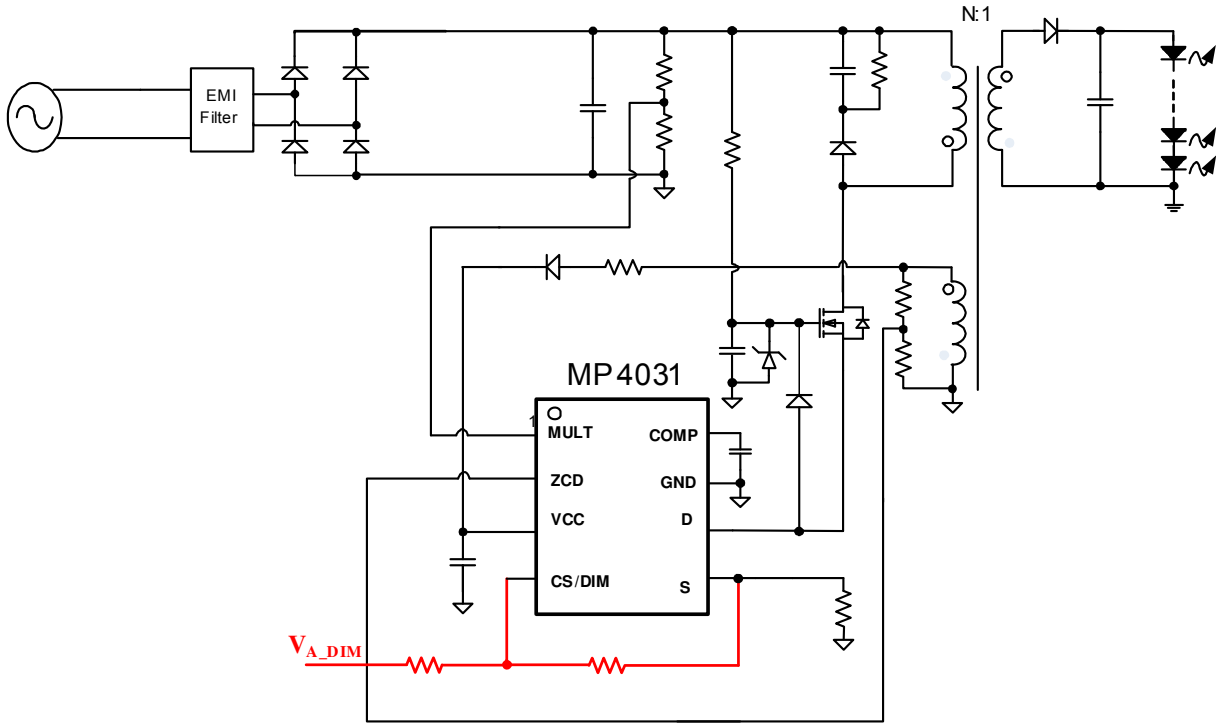 N:1
EMI
Filter
MP4031
1
MULT
COMP
ZCD
GND
VCC
D
CS/DIM
S
VA_DIM